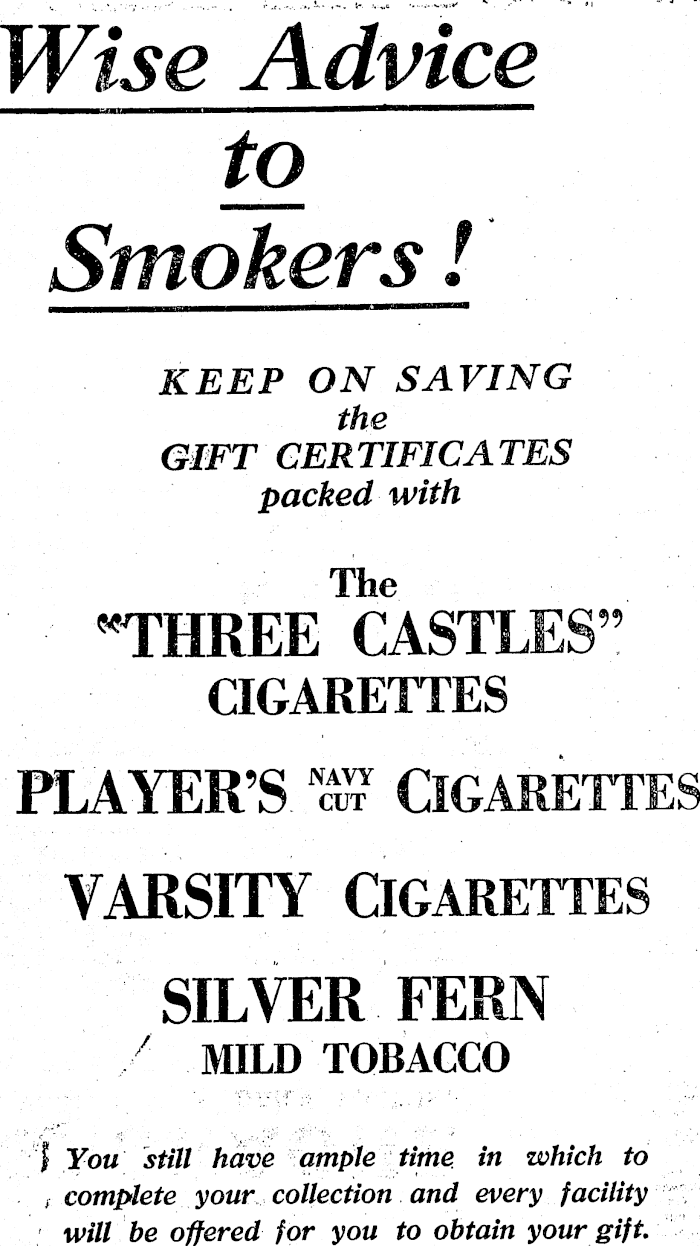 Wise Advice
to
Smokers!
KEEP ON SAVING
the
GIFT CERTIFICATES
packed with
The
"THREE CASTLES"
CIGARETTES
PLAYER'S NAVY CUT CIGARETTES
VARSITY CIGARETTES
SILVER FERN
MILD TOBACCO
You still have ample time in which to
complete your collection and every facility
will be offered for you to obtain your gift.